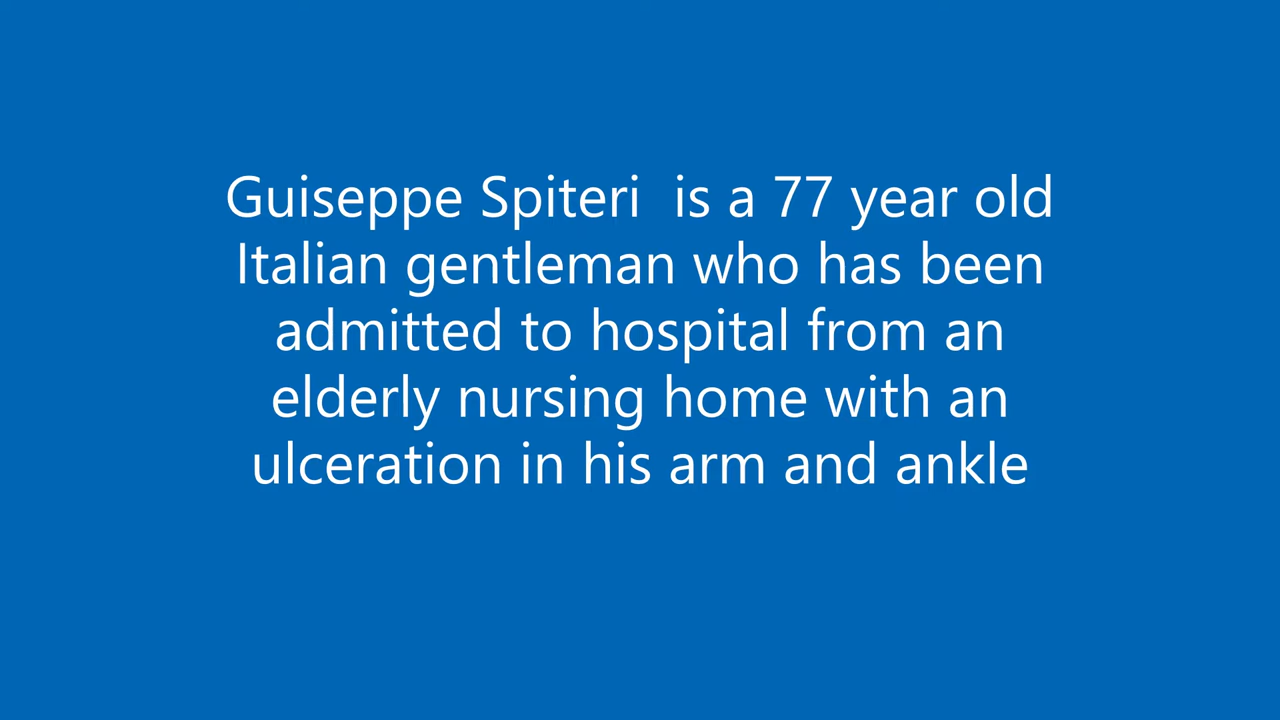 Guiseppe Spiteri  is a 77 year old
Italian gentleman who has been
admitted to hospital from an
elderly nursing home with an
ulceration in his arm and ankle